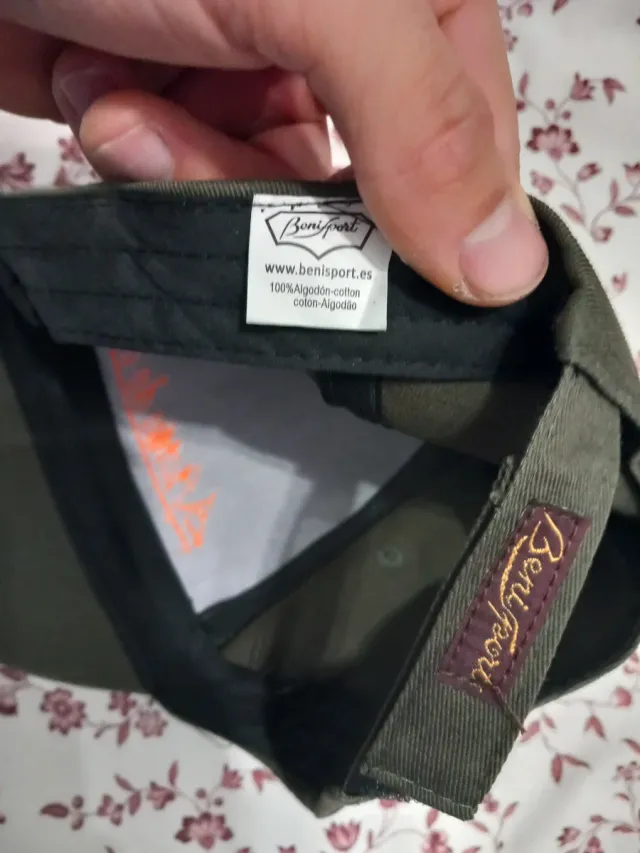 BeniSport
www.benisport.es
100%Algodón-cotton
coton-Algodão
BeniSport